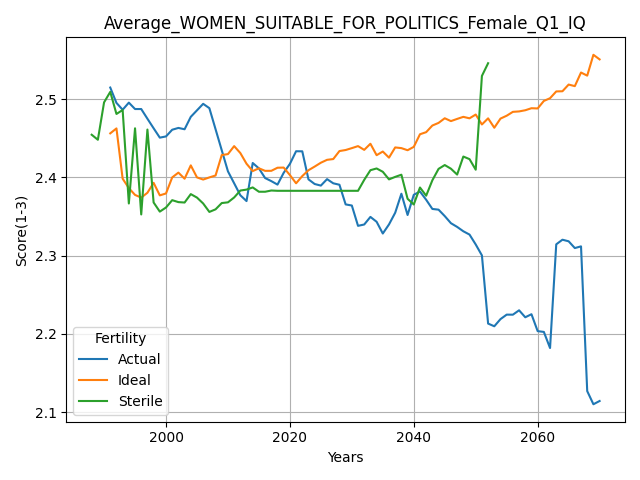 Average_WOMEN_SUITABLE_FOR_POLITICS_Female_Q1_IQ
Score(1-3)
2.5
2.4
2.3
2.2
2.1
Fertility
Actual
Ideal
Sterile
2000
2020
2040
2060
Years